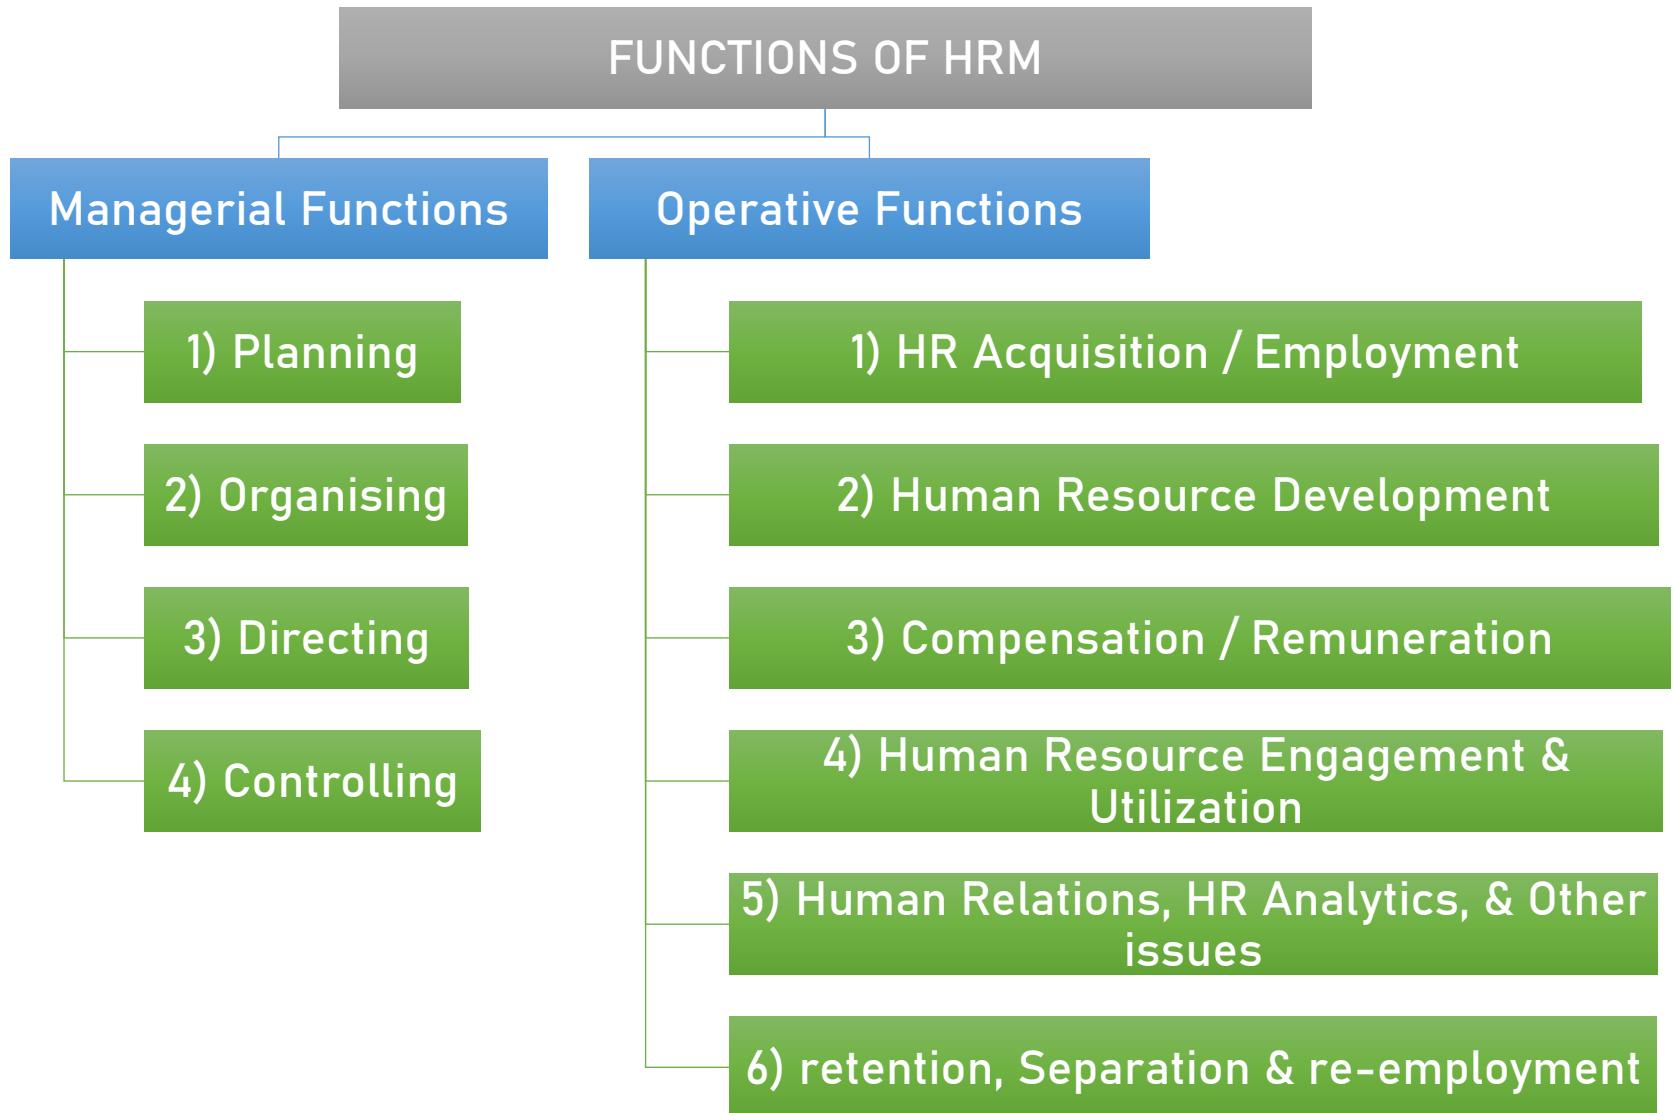 FUNCTIONS OF HRM
Managerial Functions
1) Planning
2) Organising
3) Directing
4) Controlling
Operative Functions
1) HR Acquisition / Employment
2) Human Resource Development
3) Compensation / Remuneration
4) Human Resource Engagement &
Utilization
5) Human Relations, HR Analytics, & Other
issues
6) retention, Separation & re-employment